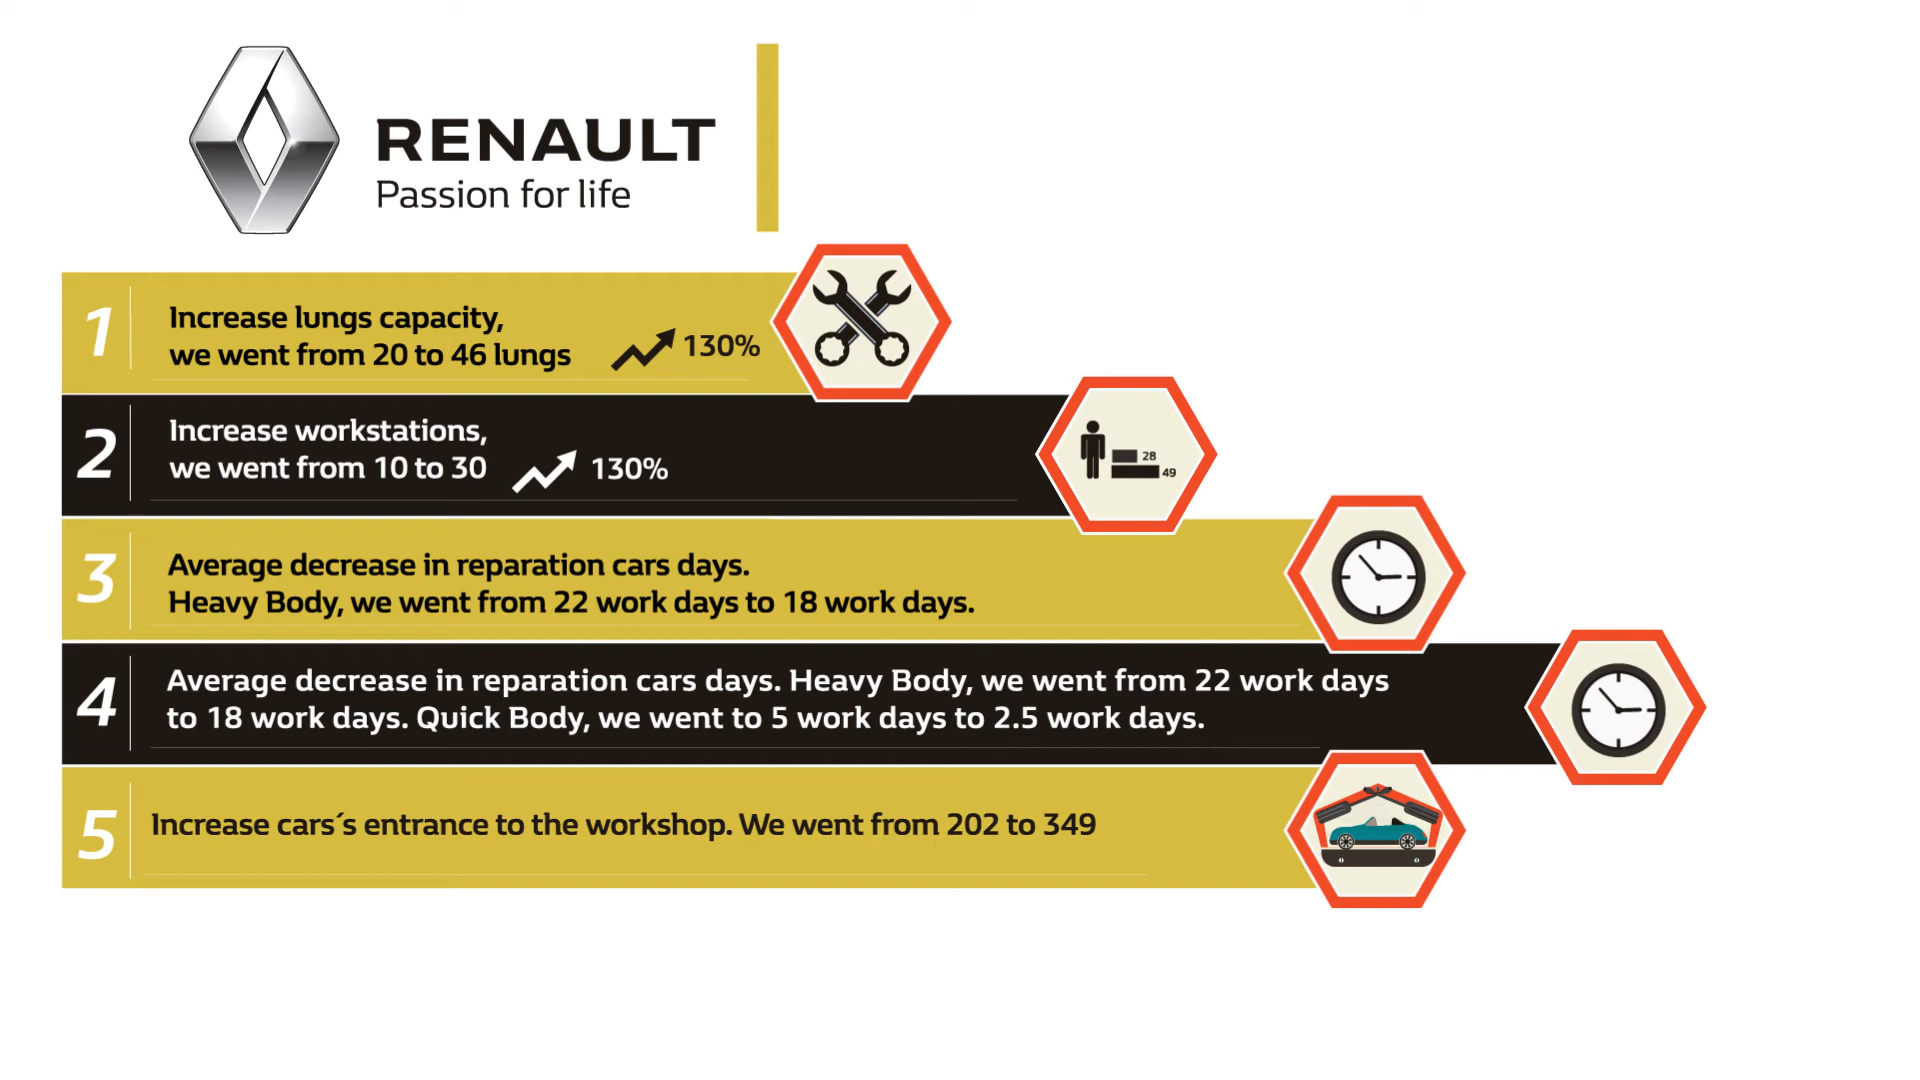 RENAULT
Passion for life
1
Increase lungs capacity,
we went from 20 to 46 lungs
130%
2
Increase workstations,
we went from 10 to 30
130%
28
49
3
Average decrease in reparation cars days.
Heavy Body, we went from 22 work days to 18 work days.
4
Average decrease in reparation cars days. Heavy Body, we went from 22 work days
to 18 work days. Quick Body, we went to 5 work days to 2.5 work days.
5
Increase cars´s entrance to the workshop. We went from 202 to 349